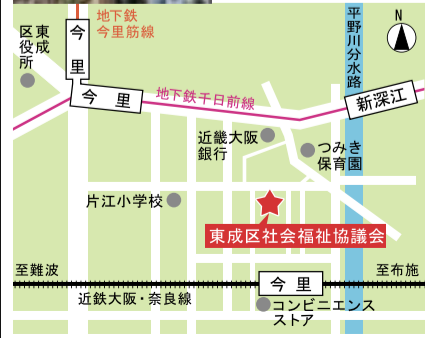 地下鉄
今里筋線
今里
東成
区役所
今里
地下鉄千日前線
平野川分水路
N
新深江
近畿大阪
銀行
つみき
保育園
片江小学校
東成区社会福祉協議会
至難波
今里
至布施
近鉄大阪・奈良線
コンビニエンス
ストア